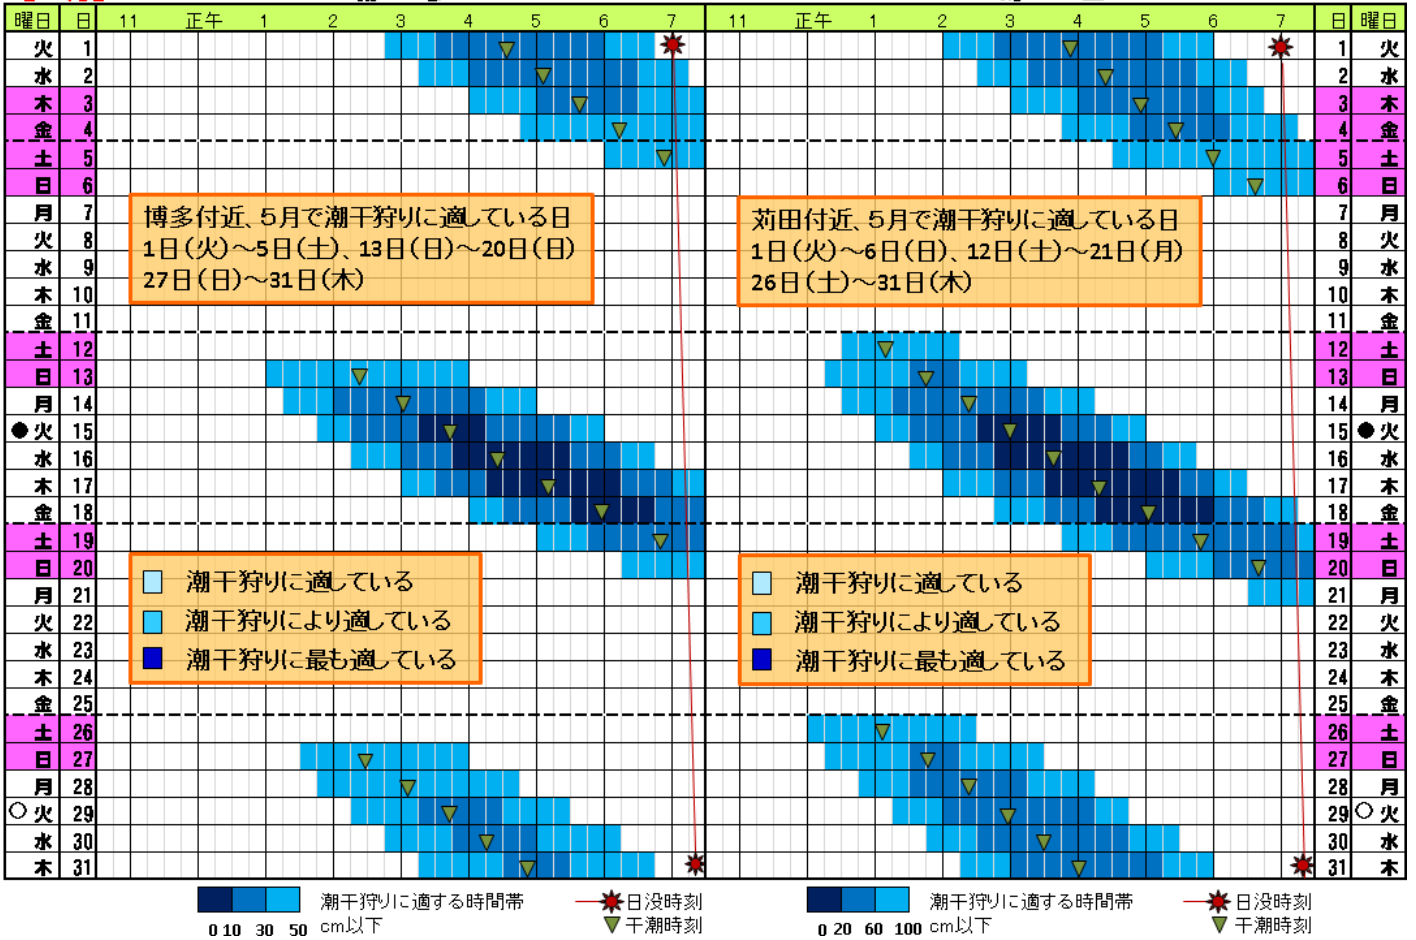 曜日 日 11 正午 1 2 3 4 5 6 7 11 正午 1 2 3 4 5 6 7 日 曜日
火 1 1 火
水 2 2 水
木 3 3 木
金 4 4 金
土 5 5 土
日 6 6 日
月 7 7 月
火 8 8 火
水 9 9 水
木 10 10 木
金 11 11 金
土 12 12 土
日 13 13 日
月 14 14 月
火 15 15 火
水 16 16 水
木 17 17 木
金 18 18 金
土 19 19 土
日 20 20 日
月 21 21 月
火 22 22 火
水 23 23 水
木 24 24 木
金 25 25 金
土 26 26 土
日 27 27 日
月 28 28 月
火 29 29 火
水 30 30 水
木 31 31 木
博多付近、5月で潮干狩りに適している日
1日(火)~5日(土)、13日(日)~20日(日)
27日(日)~31日(木)
苅田付近、5月で潮干狩りに適している日
1日(火)~6日(日)、12日(土)~21日(月)
26日(土)~31日(木)
潮干狩りに適している
潮干狩りにより適している
潮干狩りに最も適している
潮干狩りに適している
潮干狩りにより適している
潮干狩りに最も適している
潮干狩りに適する時間帯
0 10 30 50 cm以下
日没時刻
干潮時刻
潮干狩りに適する時間帯
0 20 60 100 cm以下
日没時刻
干潮時刻